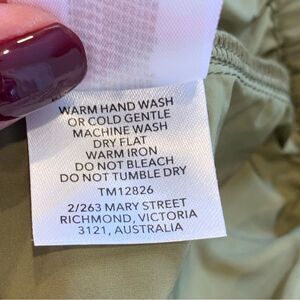 WARM HAND WASH
OR COLD GENTLE
MACHINE WASH
DRY FLAT
WARM IRON
DO NOT BLEACH
DO NOT TUMBLE DRY
TM12826
2/263 MARY STREET
RICHMOND, VICTORIA
3121, AUSTRALIA